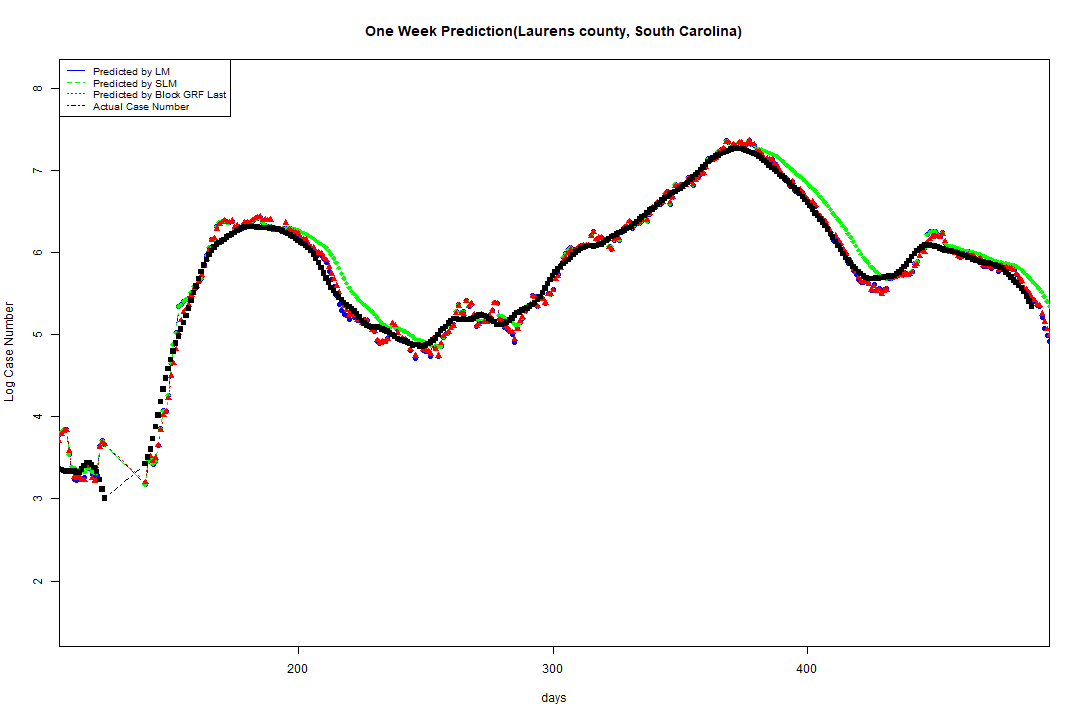 One Week Prediction(Laurens county, South Carolina)
Predicted by LM
Predicted by SLM
Predicted by Block GRF Last
Actual Case Number
8
7
6
5
4
3
2
Log Case Number
200 300 400
days